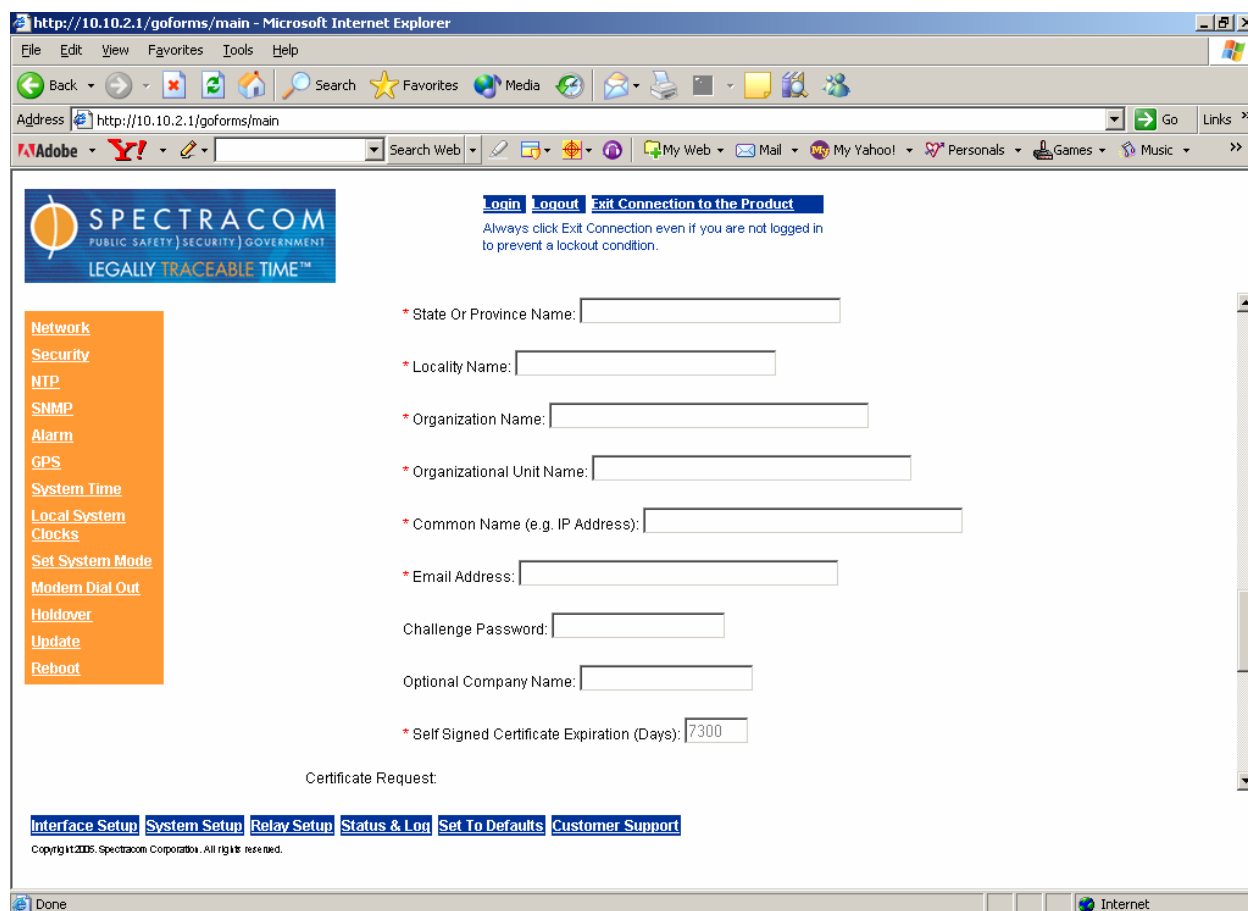 http://10.10.2.1/goforms/main - Microsoft Internet Explorer
File Edit View Favorites Tools Help
Back Search Favorites Media
Address http://10.10.2.1/goforms/main Go Links »
Adobe Y! Search Web My Web Mail My Yahoo! Personals Games Music »
SPECTRACOM
PUBLIC SAFETY ) SECURITY ) GOVERNMENT
LEGALLY TRACEABLE TIME™
Login Logout Exit Connection to the Product
Always click Exit Connection even if you are not logged in
to prevent a lockout condition.
Network
Security
NTP
SNMP
Alarm
GPS
System Time
Local System
Clocks
Set System Mode
Modem Dial Out
Holdover
Update
Reboot
* State Or Province Name:
* Locality Name:
* Organization Name:
* Organizational Unit Name:
* Common Name (e.g. IP Address):
* Email Address:
Challenge Password:
Optional Company Name:
* Self Signed Certificate Expiration (Days): 7300
Certificate Request:
Interface Setup System Setup Relay Setup Status & Log Set To Defaults Customer Support
Copyright 2005. Spectracom Corporation. All rights reserved.
Done Internet